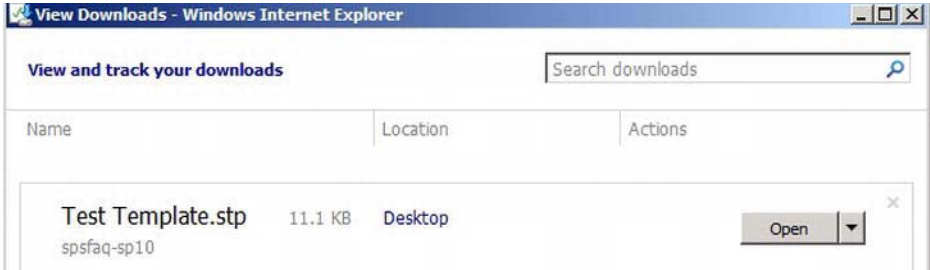 View Downloads - Windows Internet Explorer
View and track your downloads
Search downloads
Name Location Actions
Test Template.stp 11.1 KB Desktop Open
spsfaq-sp10